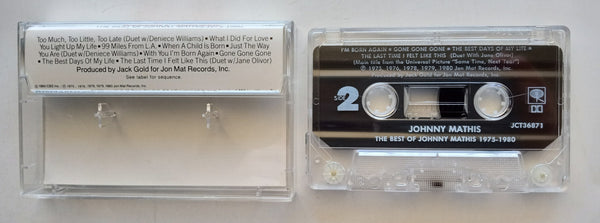 Too Much, Too Little, Too Late (Duet w/Deniece Williams) • What I Did For Love •
You Light Up My Life • 99 Miles From L.A. • When A Child Is Born • Just The Way
You Are (Duet w/Deniece Williams) • With You I'm Born Again • Gone Gone Gone
• The Best Days Of My Life • The Last Time I Felt Like This (Duet w/Jane Olivor)
Produced by Jack Gold for Jon Mat Records, Inc.
See label for sequence.
I'M BORN AGAIN • GONE GONE GONE • THE BEST DAYS OF MY LIFE •
THE LAST TIME I FELT LIKE THIS (Duet With Jane Olivor)
(Main title from the Universal Picture "Same Time, Next Year")
℗ 1973, 1975, 1978, 1979, 1980 Jon Mat Records, Inc.
SIDE
2
DO
JOHNNY MATHIS
JCT36871
THE BEST OF JOHNNY MATHIS 1975-1980